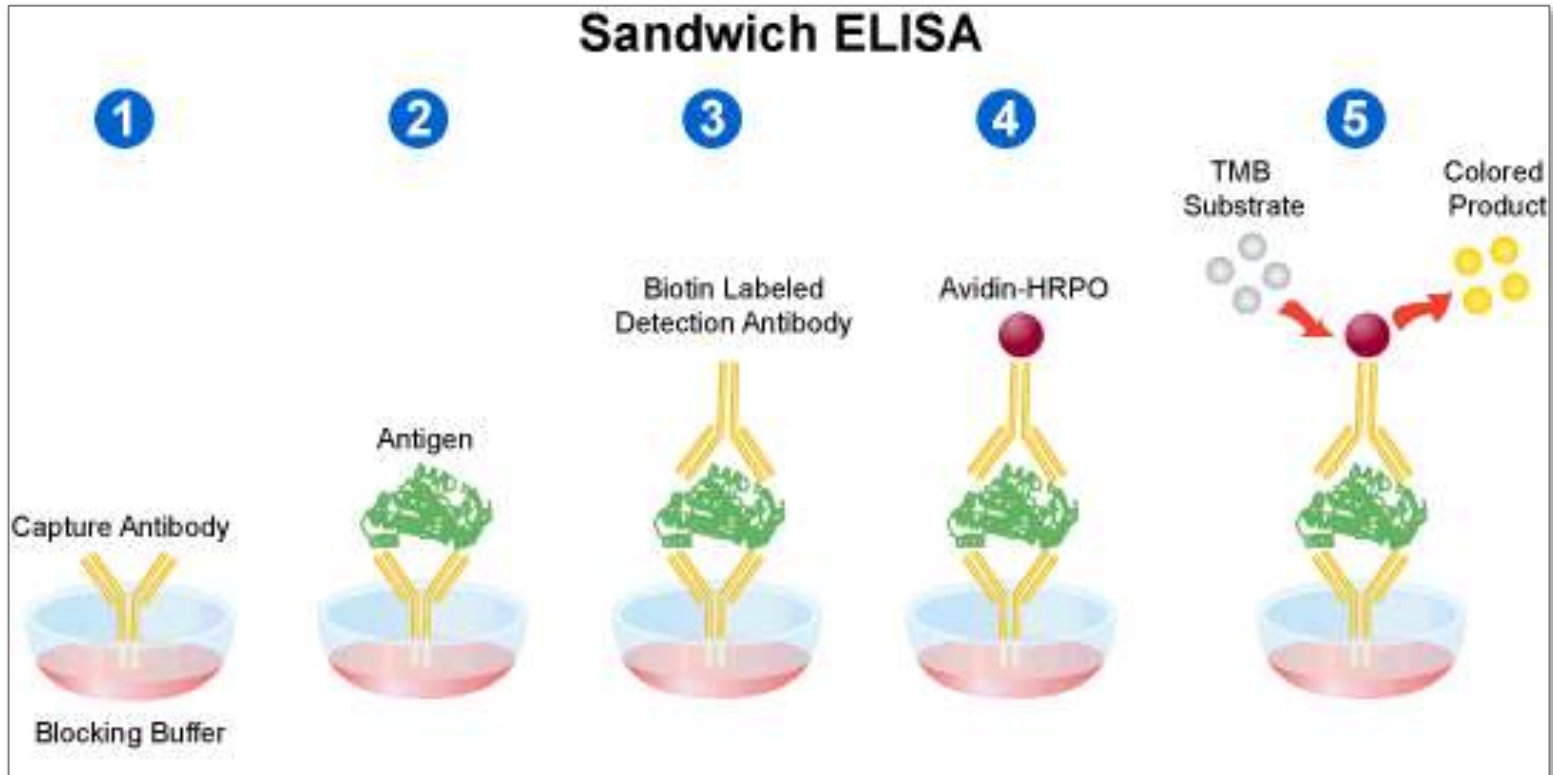 Sandwich ELISA
1
2
3
4
5
TMB
Substrate
Colored
Product
Biotin Labeled
Detection Antibody
Avidin-HRPO
Antigen
Capture Antibody
Blocking Buffer